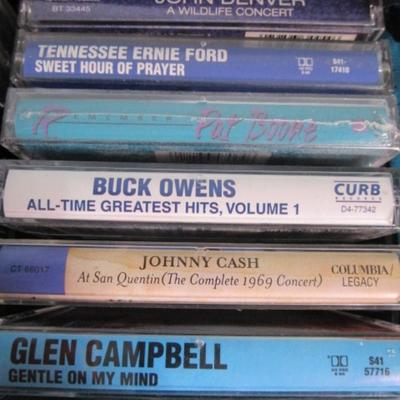 JOHN DENVER
BT 33445
A WILDLIFE CONCERT
TENNESSEE ERNIE FORD
SWEET HOUR OF PRAYER
S41-
17416
REMEMBER
Pat Boone
BUCK OWENS
ALL-TIME GREATEST HITS, VOLUME 1
CURB
RECORDS
D4-77342
CT 66017
JOHNNY CASH
At San Quentin (The Complete 1969 Concert)
COLUMBIA/
LEGACY
GLEN CAMPBELL
GENTLE ON MY MIND
S41
57716